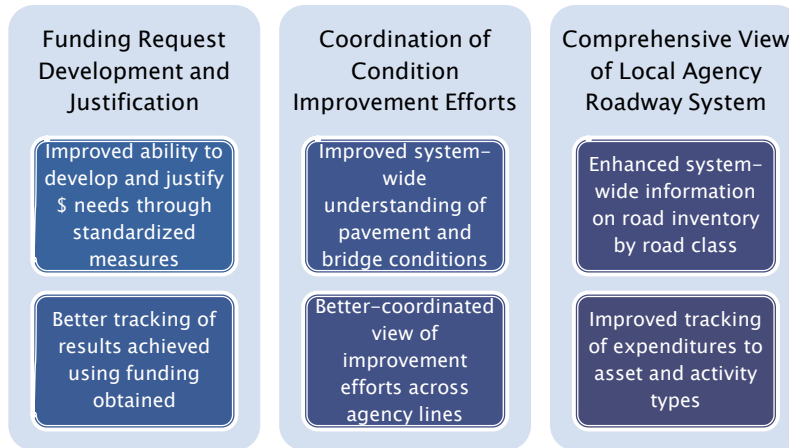 Funding Request
Development and
Justification
Improved ability to
develop and justify
$ needs through
standardized
measures
Better tracking of
results achieved
using funding
obtained
Coordination of
Condition
Improvement Efforts
Improved system-
wide
understanding of
pavement and
bridge conditions
Better-coordinated
view of
improvement
efforts across
agency lines
Comprehensive View
of Local Agency
Roadway System
Enhanced system-
wide information
on road inventory
by road class
Improved tracking
of expenditures to
asset and activity
types